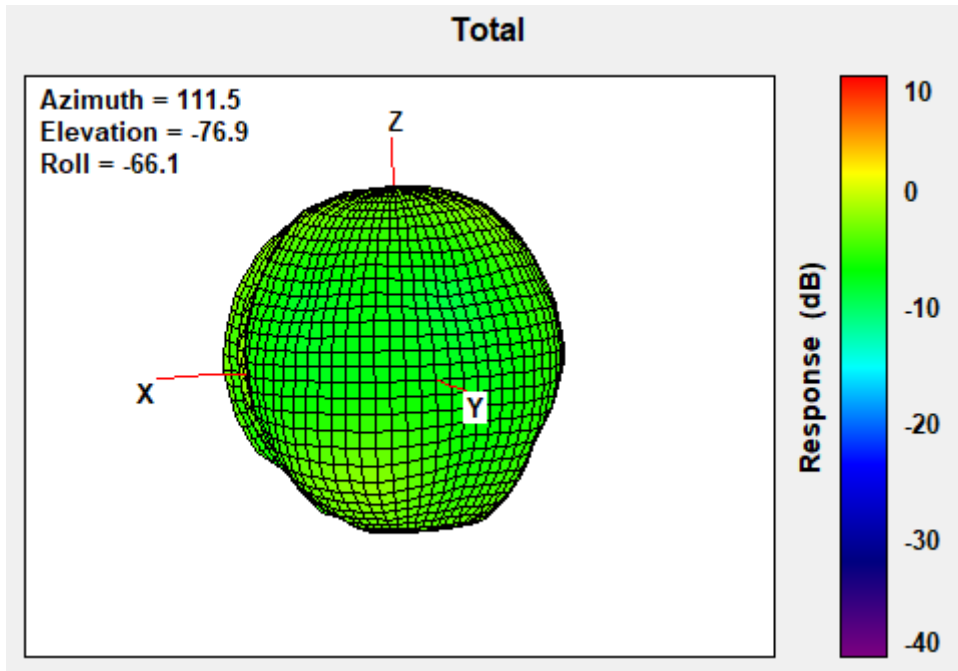 Total
Azimuth = 111.5
Elevation = -76.9
Roll = -66.1
Z
X
Y
10
0
-10
-20
-30
-40
Response (dB)